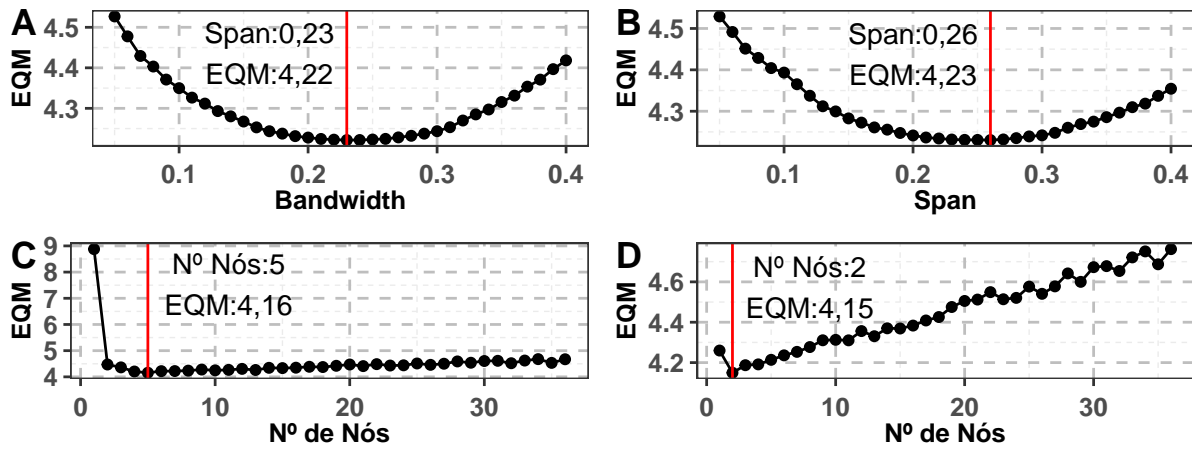 A
EQM
4.5
4.4
4.3
Span:0,23
EQM:4,22
0.1
0.2
0.3
0.4
Bandwidth
B
EQM
4.5
4.4
4.3
Span:0,26
EQM:4,23
0.1
0.2
0.3
0.4
Span
C
EQM
9
8
7
6
5
4
Nº Nós:5
EQM:4,16
0
10
20
30
Nº de Nós
D
EQM
4.6
4.4
4.2
Nº Nós:2
EQM:4,15
0
10
20
30
Nº de Nós